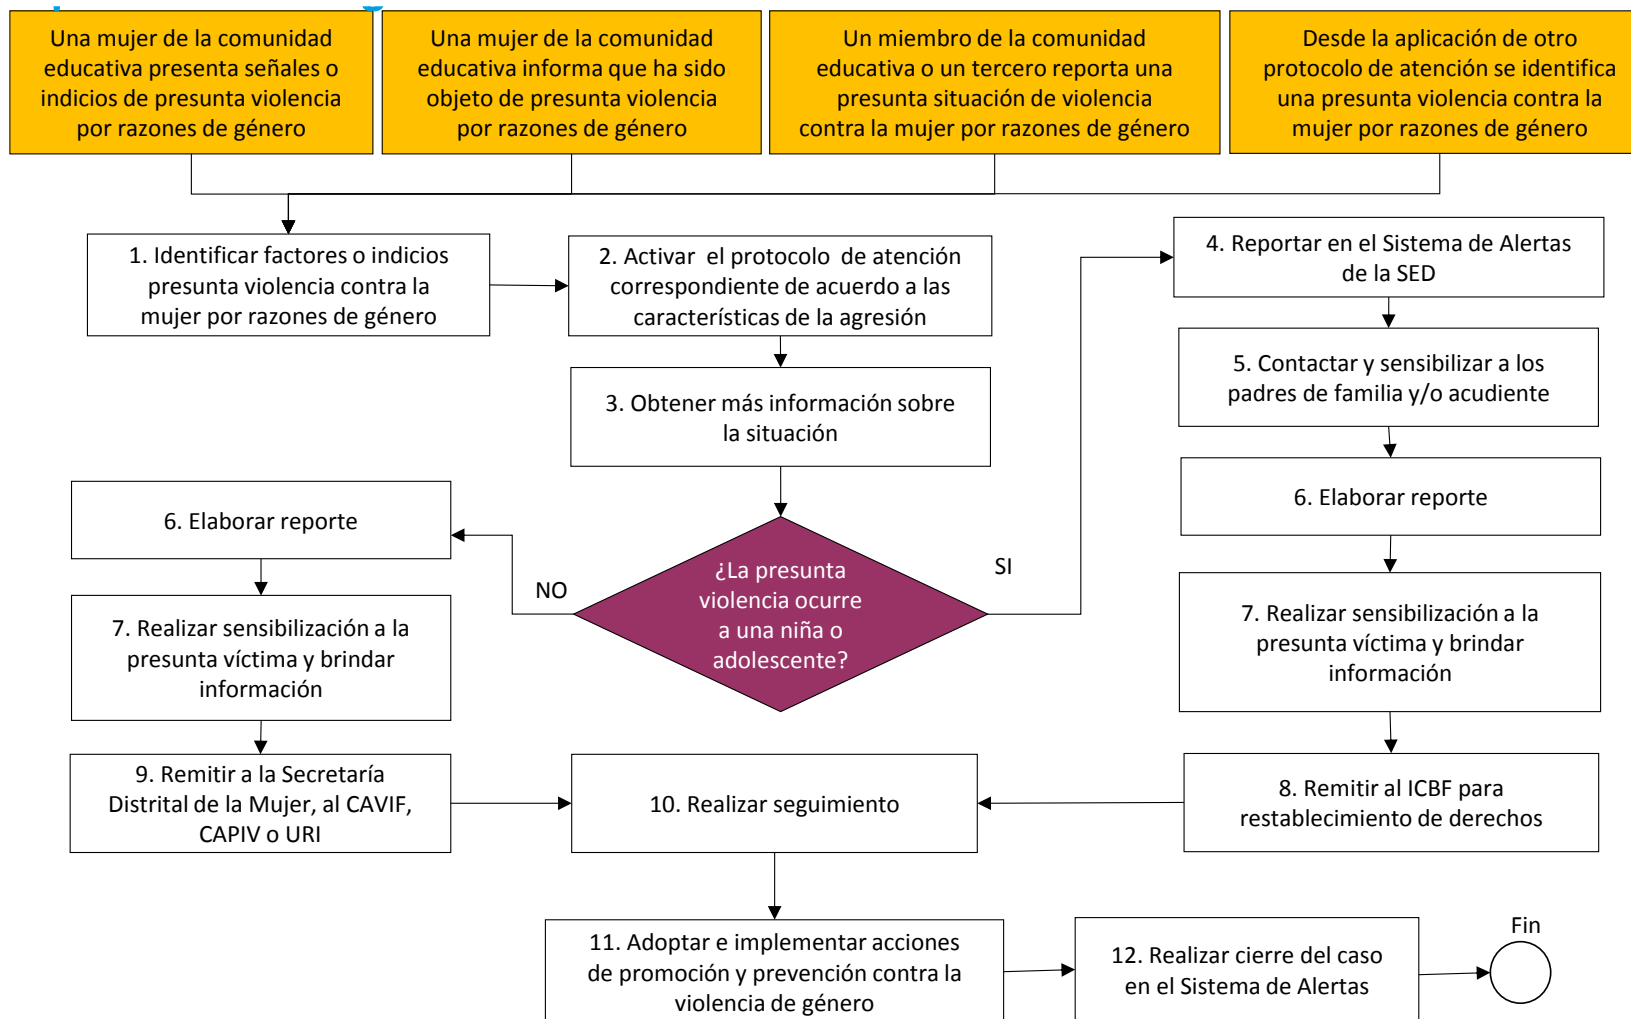 Una mujer de la comunidad
educativa presenta señales o
indicios de presunta violencia
por razones de género
Una mujer de la comunidad
educativa informa que ha sido
objeto de presunta violencia
por razones de género
Un miembro de la comunidad
educativa o un tercero reporta una
presunta situación de violencia
contra la mujer por razones de género
Desde la aplicación de otro
protocolo de atención se identifica
una presunta violencia contra la
mujer por razones de género
1. Identificar factores o indicios
presunta violencia contra la
mujer por razones de género
2. Activar el protocolo de atención
correspondiente de acuerdo a las
características de la agresión
3. Obtener más información sobre
la situación
¿La presunta
violencia ocurre
a una niña o
adolescente?
NO
SI
4. Reportar en el Sistema de Alertas
de la SED
5. Contactar y sensibilizar a los
padres de familia y/o acudiente
6. Elaborar reporte
7. Realizar sensibilización a la
presunta víctima y brindar
información
8. Remitir al ICBF para
restablecimiento de derechos
6. Elaborar reporte
7. Realizar sensibilización a la
presunta víctima y brindar
información
9. Remitir a la Secretaría
Distrital de la Mujer, al CAVIF,
CAPIV o URI
10. Realizar seguimiento
11. Adoptar e implementar acciones
de promoción y prevención contra la
violencia de género
12. Realizar cierre del caso
en el Sistema de Alertas
Fin